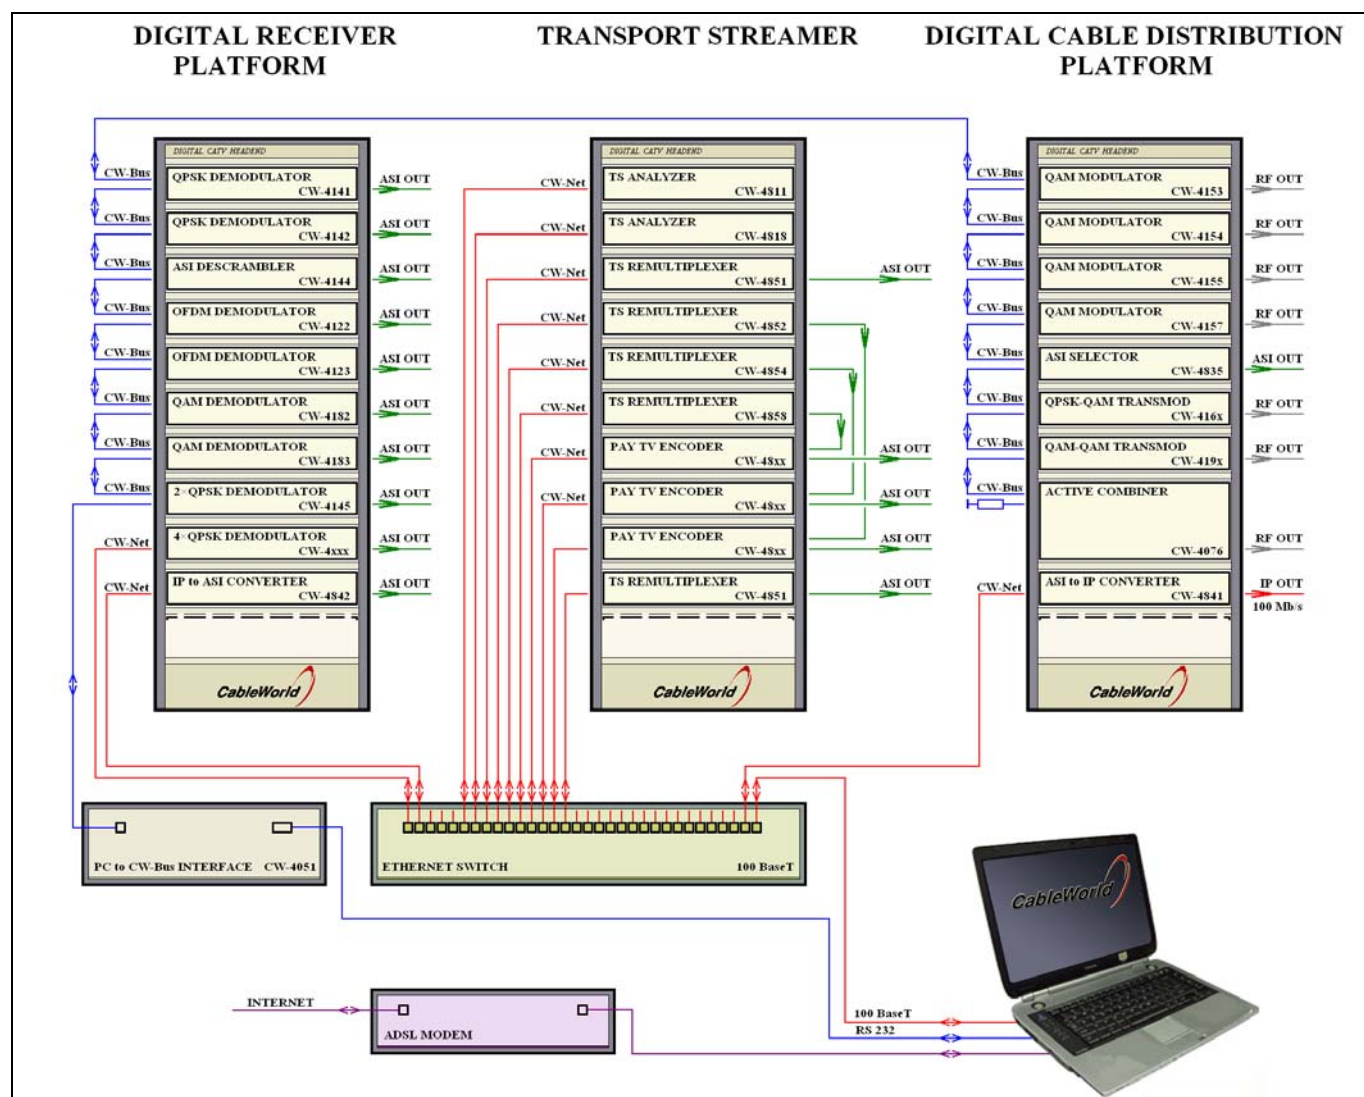 DIGITAL RECEIVER
PLATFORM
TRANSPORT STREAMER
DIGITAL CABLE DISTRIBUTION
PLATFORM
DIGITAL CATV HEADEND
CW-Bus
QPSK DEMODULATOR
CW-4141
ASI OUT
CW-Bus
QPSK DEMODULATOR
CW-4142
ASI OUT
CW-Bus
ASI DESCRAMBLER
CW-4144
ASI OUT
CW-Bus
OFDM DEMODULATOR
CW-4122
ASI OUT
CW-Bus
OFDM DEMODULATOR
CW-4123
ASI OUT
CW-Bus
QAM DEMODULATOR
CW-4182
ASI OUT
CW-Bus
QAM DEMODULATOR
CW-4183
ASI OUT
CW-Bus
2×QPSK DEMODULATOR
CW-4145
ASI OUT
CW-Net
4×QPSK DEMODULATOR
CW-4xxx
ASI OUT
CW-Net
IP to ASI CONVERTER
CW-4842
ASI OUT
CableWorld
DIGITAL CATV HEADEND
CW-Net
TS ANALYZER
CW-4811
CW-Net
TS ANALYZER
CW-4818
CW-Net
TS REMULTIPLEXER
CW-4851
ASI OUT
CW-Net
TS REMULTIPLEXER
CW-4852
CW-Net
TS REMULTIPLEXER
CW-4854
CW-Net
TS REMULTIPLEXER
CW-4858
CW-Net
PAY TV ENCODER
CW-48xx
ASI OUT
CW-Net
PAY TV ENCODER
CW-48xx
ASI OUT
CW-Net
PAY TV ENCODER
CW-48xx
ASI OUT
CW-Net
TS REMULTIPLEXER
CW-4851
ASI OUT
CableWorld
DIGITAL CATV HEADEND
CW-Bus
QAM MODULATOR
CW-4153
RF OUT
CW-Bus
QAM MODULATOR
CW-4154
RF OUT
CW-Bus
QAM MODULATOR
CW-4155
RF OUT
CW-Bus
QAM MODULATOR
CW-4157
RF OUT
CW-Bus
ASI SELECTOR
CW-4835
ASI OUT
CW-Bus
QPSK-QAM TRANSMOD
CW-416x
RF OUT
CW-Bus
QAM-QAM TRANSMOD
CW-419x
RF OUT
CW-Bus
ACTIVE COMBINER
CW-4076
RF OUT
CW-Net
ASI to IP CONVERTER
CW-4841
IP OUT
100 Mb/s
CableWorld
PC to CW-Bus INTERFACE CW-4051
ETHERNET SWITCH 100 BaseT
CableWorld
INTERNET
ADSL MODEM
100 BaseT
RS 232